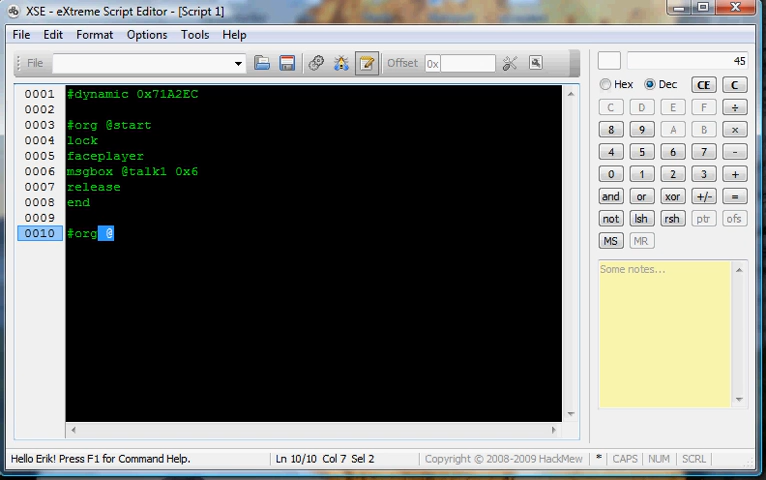 XSE - eXtreme Script Editor - [Script 1]
File Edit Format Options Tools Help
File Offset 0x
45
Hex Dec CE C
C D E F ÷
8 9 A B ×
4 5 6 7 -
0 1 2 3 +
and or xor +/- =
not lsh rsh ptr ofs
MS MR
Some notes...
0001 #dynamic 0x71A2EC
0002
0003 #org @start
0004 lock
0005 faceplayer
0006 msgbox @talk1 0x6
0007 release
0008 end
0009
0010 #org @
Hello Erik! Press F1 for Command Help. Ln 10/10 Col 7 Sel 2 Copyright © 2008-2009 HackMew * CAPS NUM SCRL